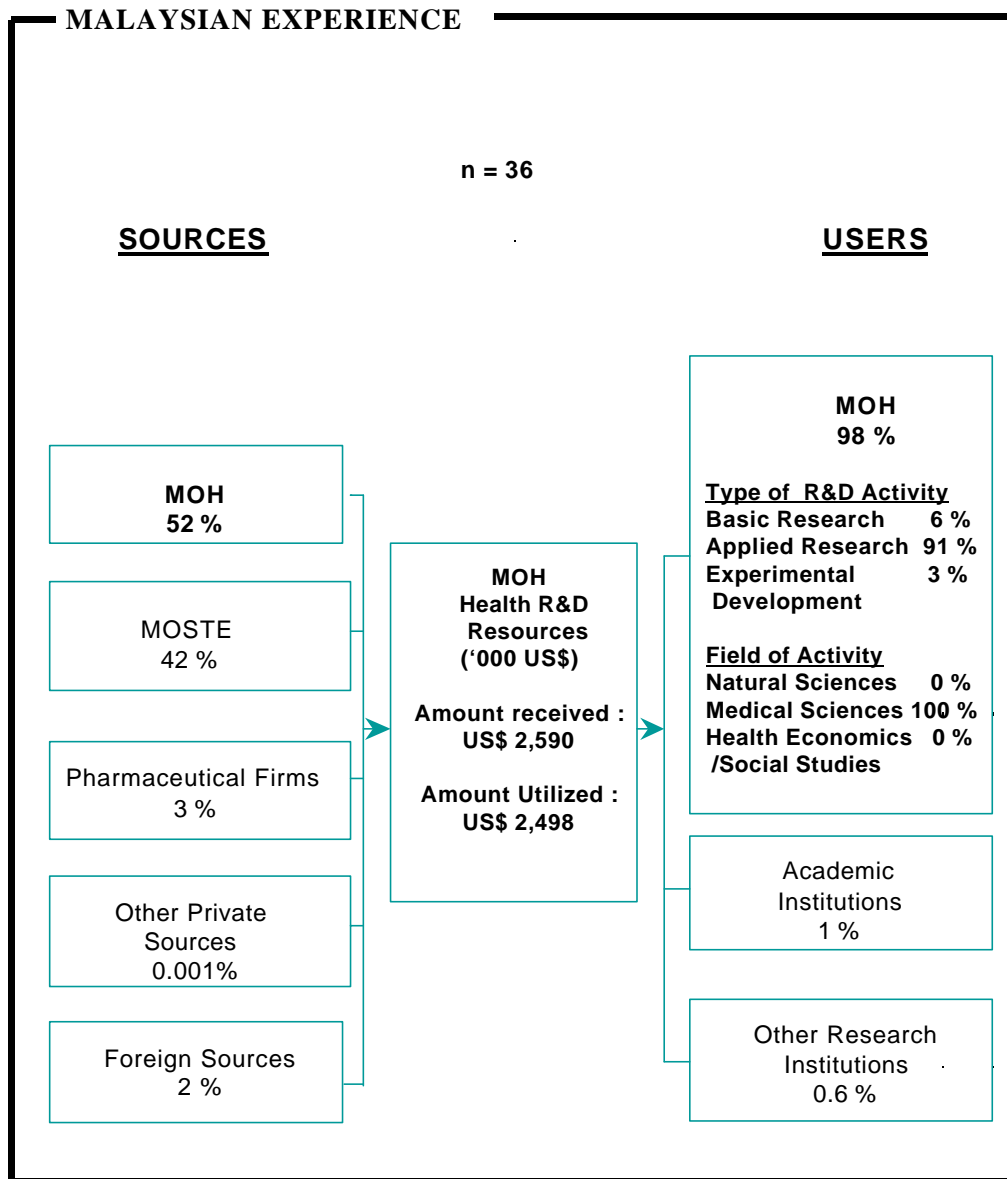 MALAYSIAN EXPERIENCE
n = 36
SOURCES
USERS
MOH
52 %
MOSTE
42 %
Pharmaceutical Firms
3 %
Other Private
Sources
0.001%
Foreign Sources
2 %
MOH
Health R&D
Resources
(‘000 US$)
Amount received :
US$ 2,590
Amount Utilized :
US$ 2,498
MOH
98 %
Type of R&D Activity
Basic Research 6 %
Applied Research 91 %
Experimental 3 %
Development
Field of Activity
Natural Sciences 0 %
Medical Sciences 100 %
Health Economics 0 %
/Social Studies
Academic
Institutions
1 %
Other Research
Institutions
0.6 %